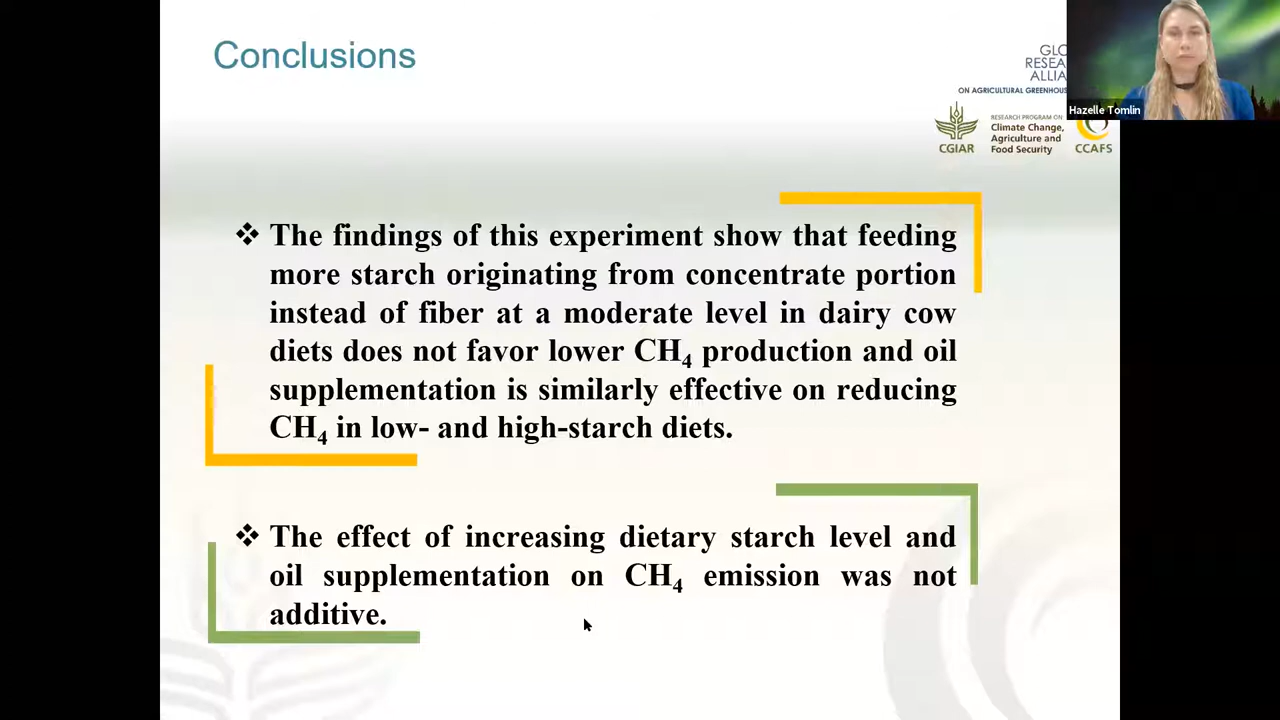 Conclusions
GLO
RESEA
ALLIA
ON AGRICULTURAL GREENHOUS
Hazelle Tomlin
CGIAR
RESEARCH PROGRAM ON
Climate Change,
Agriculture and
Food Security
CCAFS
❖ The findings of this experiment show that feeding
more starch originating from concentrate portion
instead of fiber at a moderate level in dairy cow
diets does not favor lower CH₄ production and oil
supplementation is similarly effective on reducing
CH₄ in low- and high-starch diets.
❖ The effect of increasing dietary starch level and
oil supplementation on CH₄ emission was not
additive.